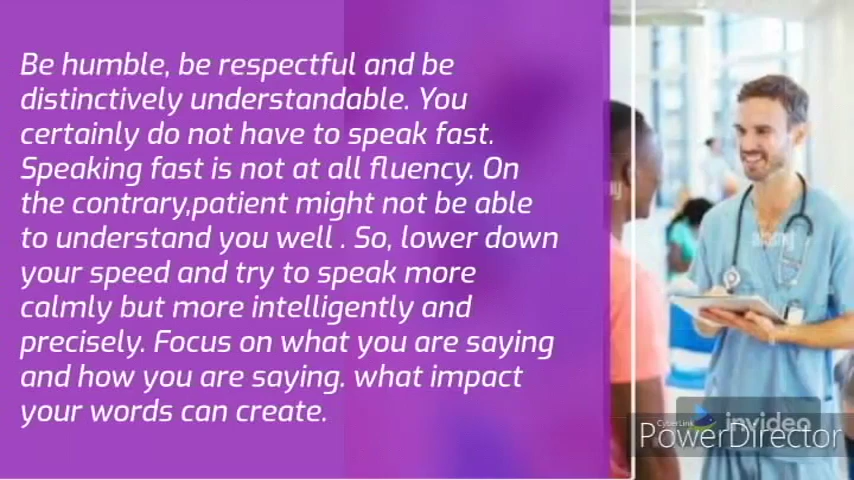 Be humble, be respectful and be
distinctively understandable. You
certainly do not have to speak fast.
Speaking fast is not at all fluency. On
the contrary,patient might not be able
to understand you well . So, lower down
your speed and try to speak more
calmly but more intelligently and
precisely. Focus on what you are saying
and how you are saying. what impact
your words can create.
alamy
invideo
CyberLink
PowerDirector